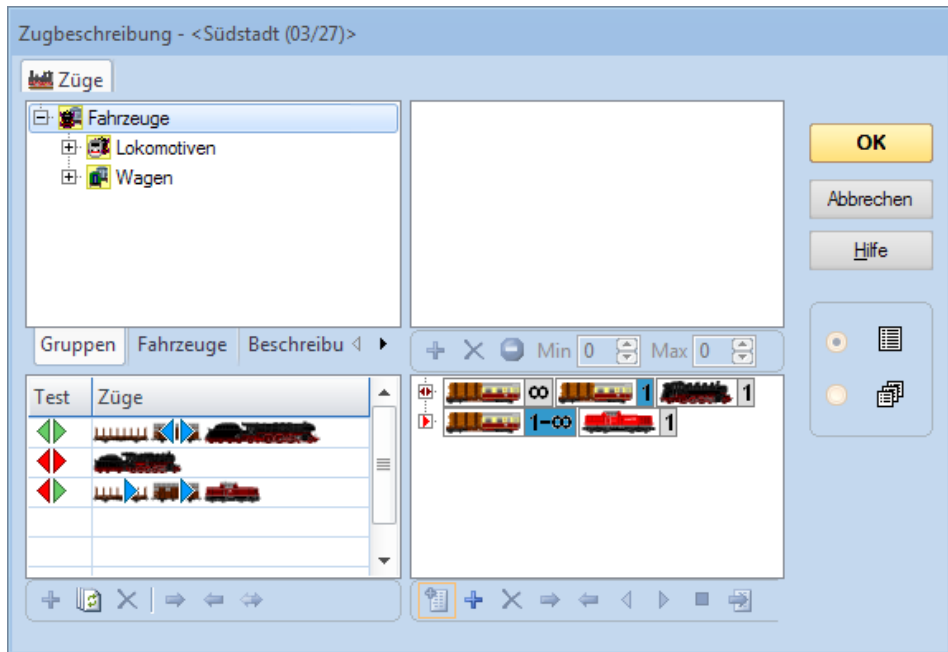 Zugbeschreibung - <Südstadt (03/27)>
Züge
Fahrzeuge
Lokomotiven
Wagen
OK
Abbrechen
Hilfe
Gruppen Fahrzeuge Beschreibu
Min 0 Max 0
Test Züge
∞ 1 1
1-∞ 1